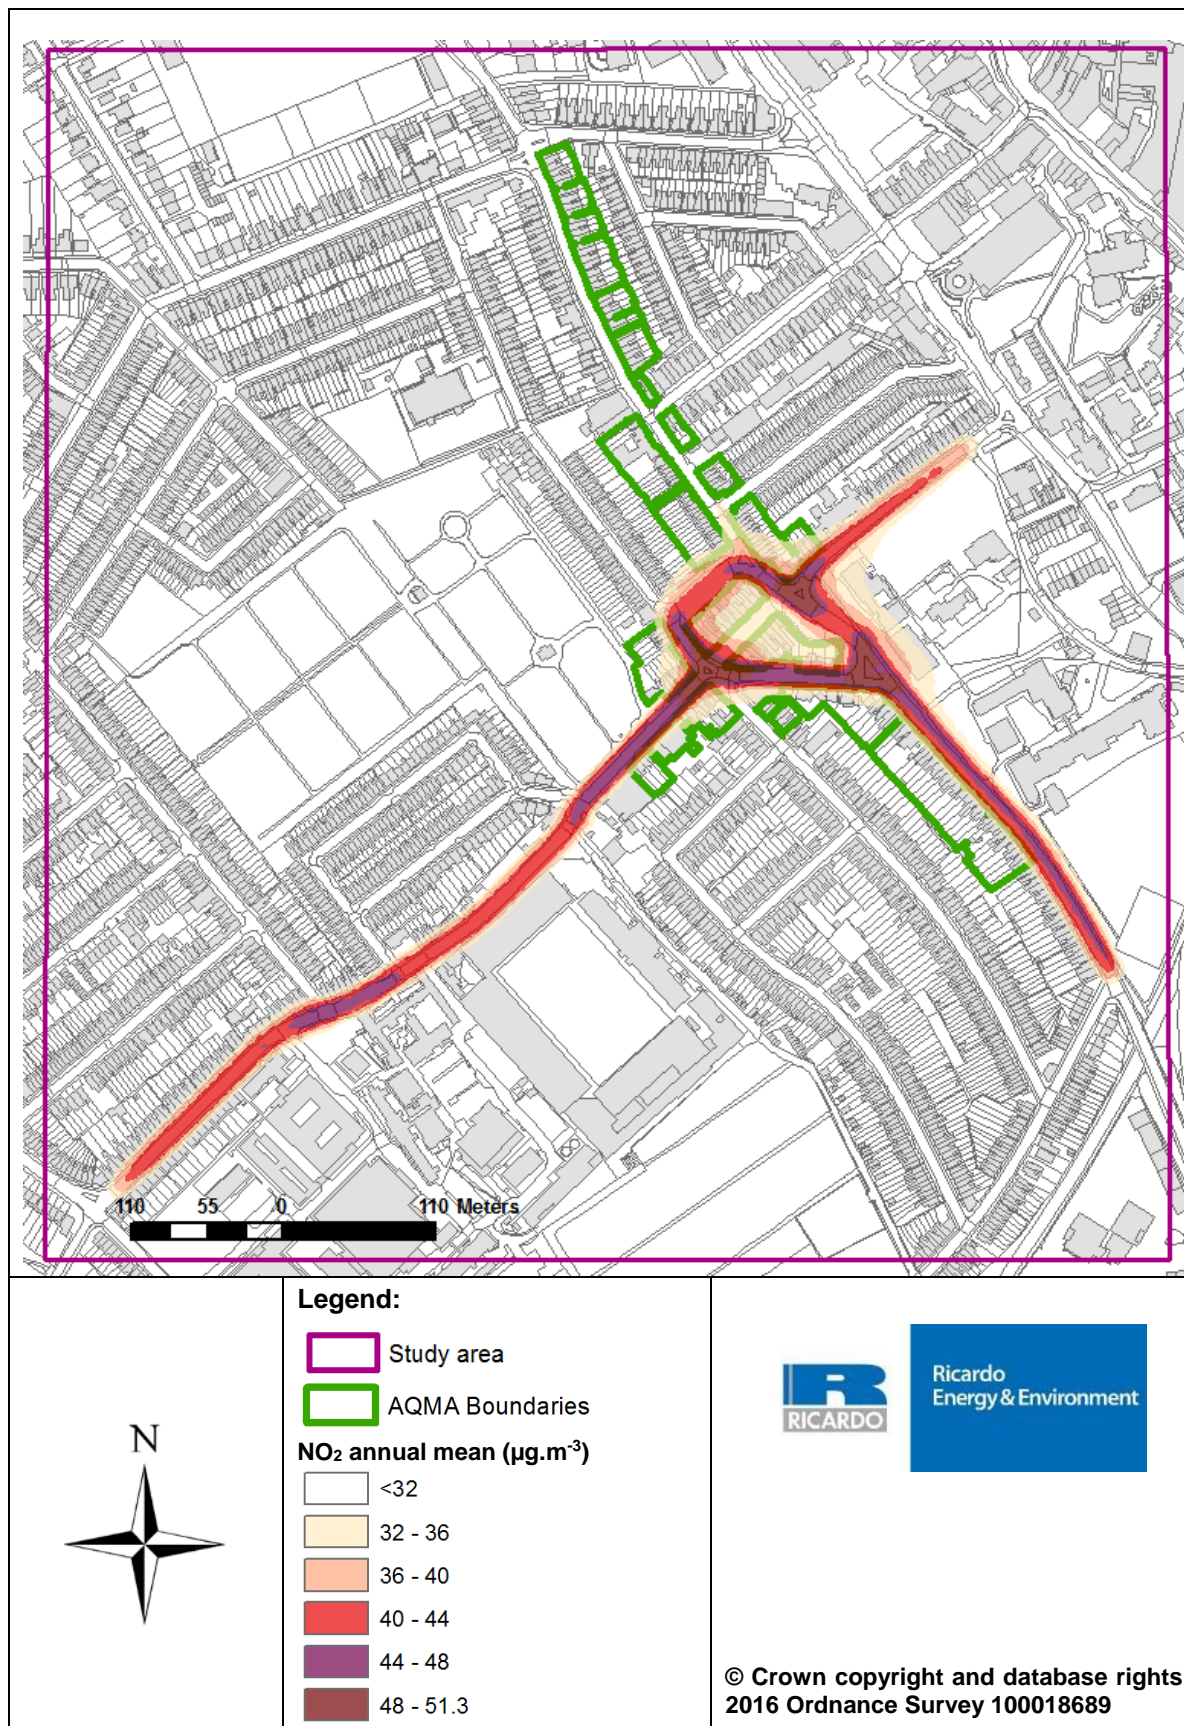 110 55 0 110 Meters
N
Legend:
Study area
AQMA Boundaries
NO₂ annual mean (µg.m⁻³)
<32
32 - 36
36 - 40
40 - 44
44 - 48
48 - 51.3
R
RICARDO
Ricardo
Energy & Environment
© Crown copyright and database rights
2016 Ordnance Survey 100018689